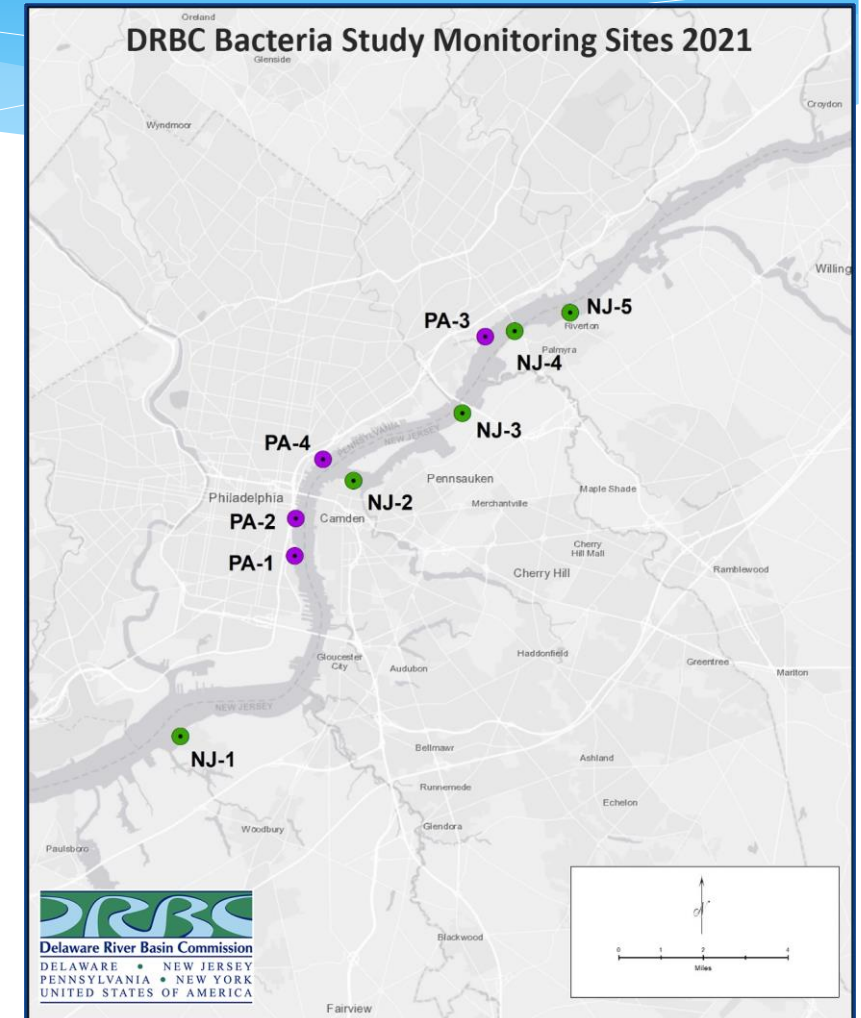 Oreland
DRBC Bacteria Study Monitoring Sites 2021
Glenside
Croydon
Wyndmoor
Willing
NJ-5
PA-3
Riverton
Palmyra
NJ-4
NJ-3
PENNSYLVANIA
NEW JERSEY
PA-4
Pennsauken
NJ-2
Maple Shade
Philadelphia
Merchantville
PA-2
Camden
Cherry
Hill Mall
PA-1
Cherry Hill
Ramblewood
Gloucester
City
Haddonfield
Audubon
Greentree
Marlton
NEW JERSEY
NJ-1
Bellmawr
Ashland
Runnemede
Echelon
Glendora
Woodbury
Paulsboro
N
DRBC
Delaware River Basin Commission
DELAWARE • NEW JERSEY
PENNSYLVANIA • NEW YORK
UNITED STATES OF AMERICA
Blackwood
0 1 2 4
Miles
Fairview